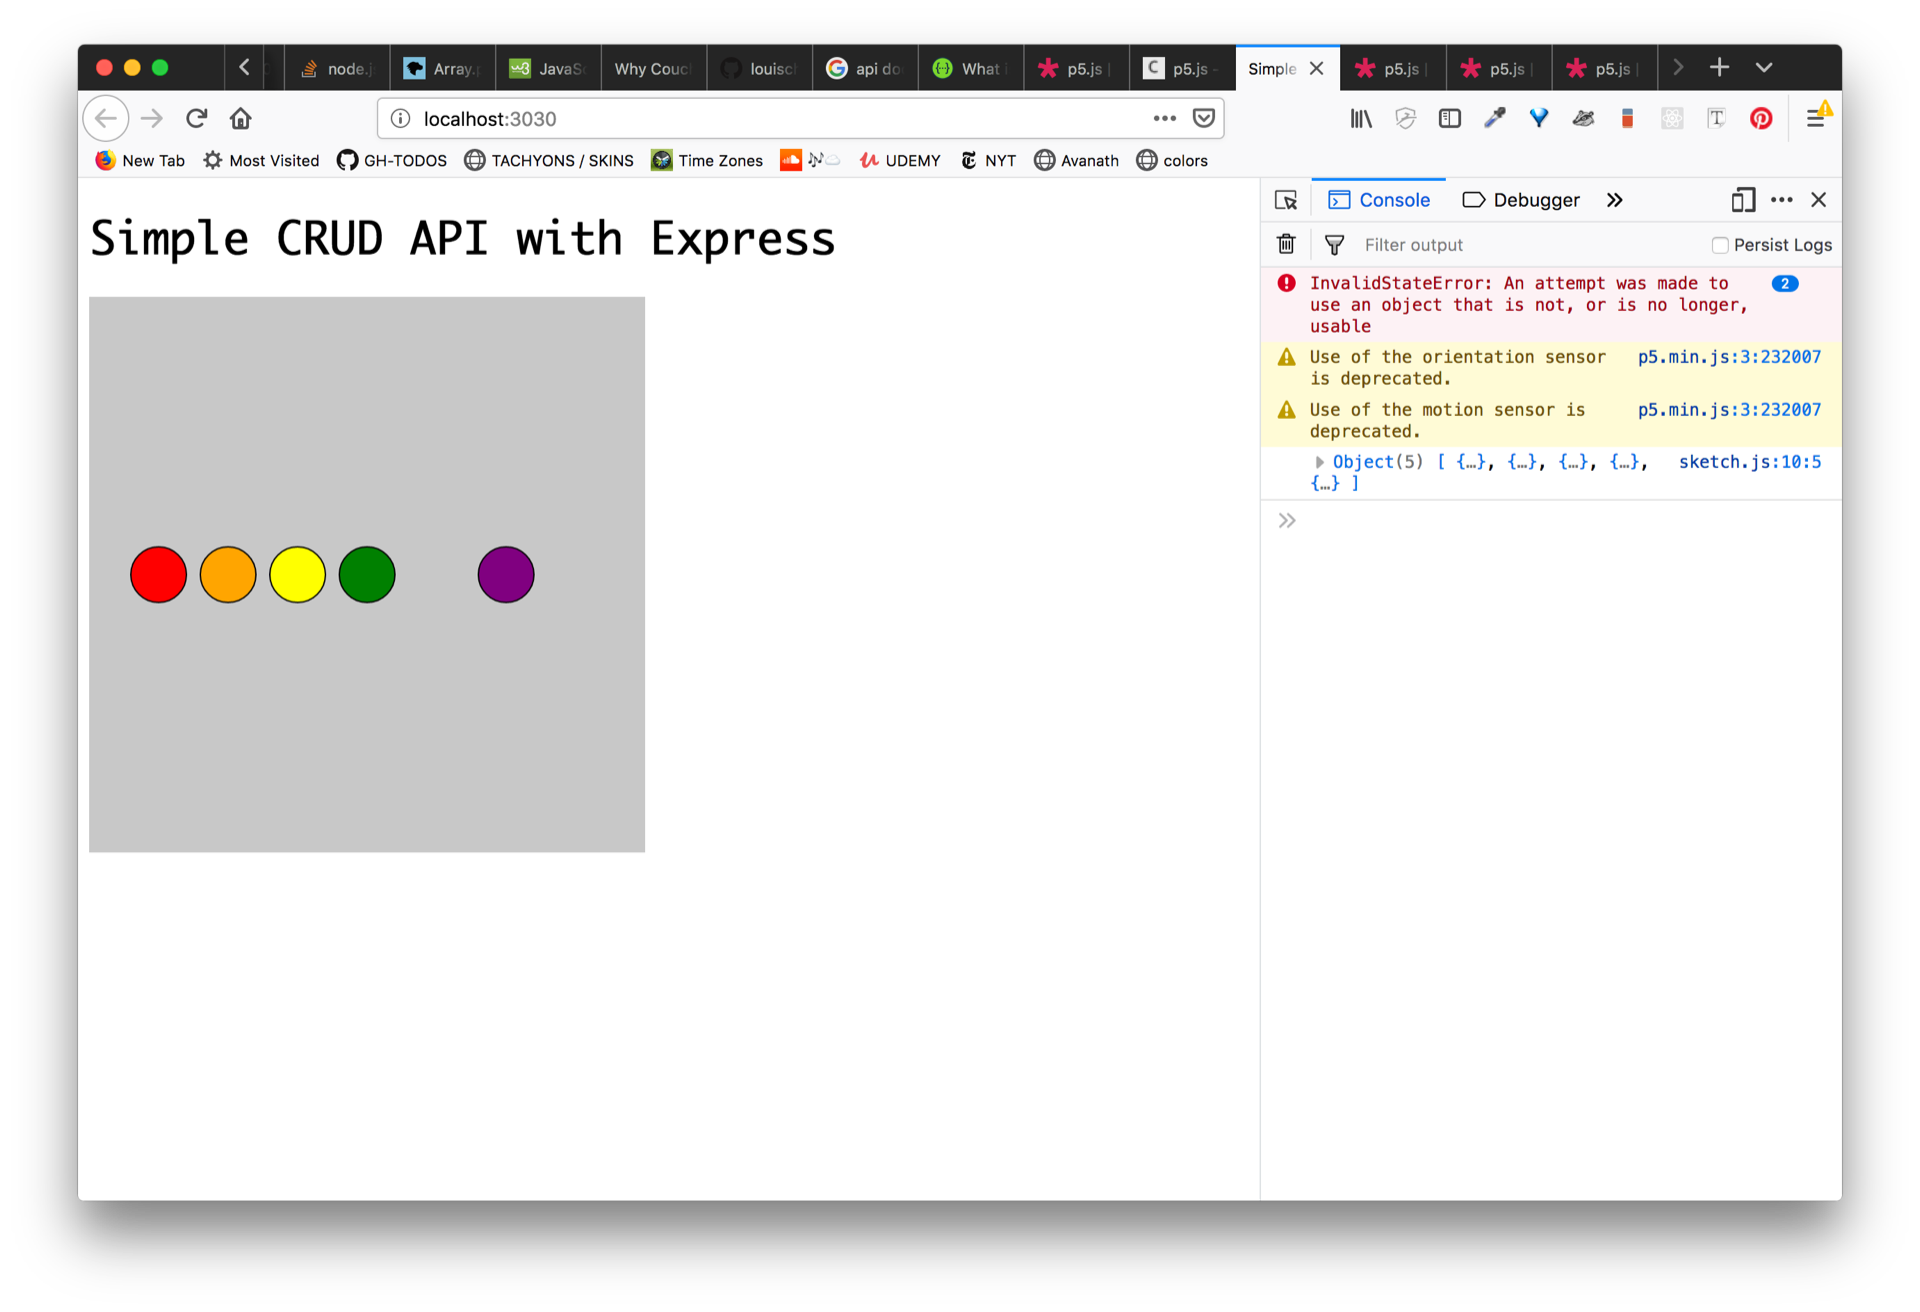 node.j
Array.p
JavaSc
Why Couc
louisch
api do
What i
p5.js |
p5.js -
Simple
p5.js |
p5.js |
p5.js |
localhost:3030
New Tab
Most Visited
GH-TODOS
TACHYONS / SKINS
Time Zones
UDEMY
NYT
Avanath
colors
Simple CRUD API with Express
Console
Debugger
Filter output
Persist Logs
InvalidStateError: An attempt was made to 2
use an object that is not, or is no longer,
usable
Use of the orientation sensor p5.min.js:3:232007
is deprecated.
Use of the motion sensor is p5.min.js:3:232007
deprecated.
Object(5) [ {…}, {…}, {…}, {…}, sketch.js:10:5
{…} ]